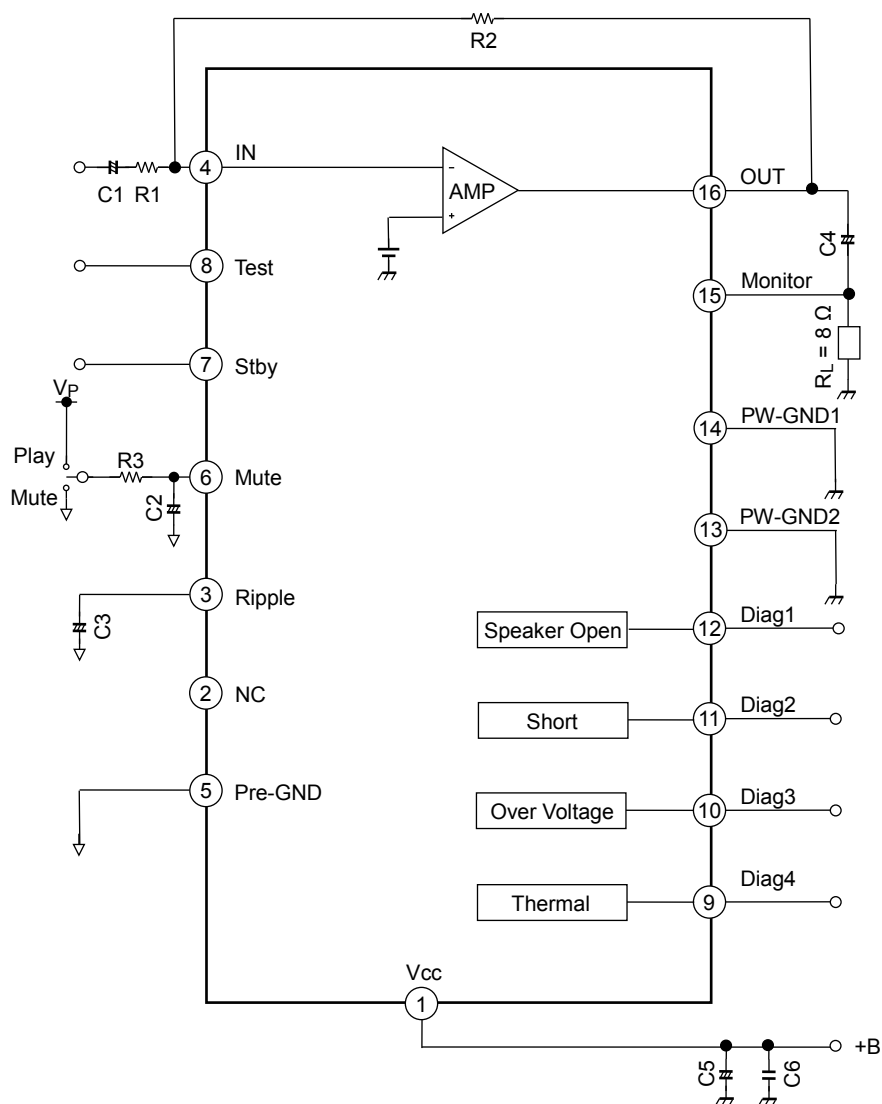 R2
4
IN
C1
R1
AMP
-
+
16
OUT
C4
8
Test
15
Monitor
RL = 8 Ω
7
Stby
VP
Play
Mute
R3
6
Mute
C2
14
PW-GND1
13
PW-GND2
3
Ripple
C3
Speaker Open
12
Diag1
2
NC
Short
11
Diag2
5
Pre-GND
Over Voltage
10
Diag3
Thermal
9
Diag4
Vcc
1
+B
C5
C6